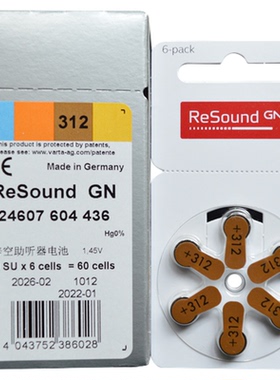 312
this product is protected by patents,
www.varta-ag.com/patente
CE
Made in Germany
ReSound GN
24607 604 436
Hg0%
空助听器电池 1.45V
SU x 6 cells = 60 cells
2026-02 1012
2022-01
4 043752 386028
6-pack
ReSound GN
+312
+312
+312
+312
+312
+312